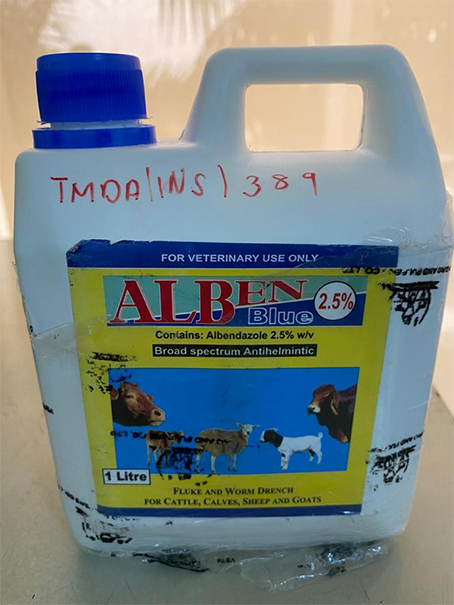 TMDA/INS/389
FOR VETERINARY USE ONLY
ALBEN
Blue
2.5%
Contains: Albendazole 2.5% w/v
Broad spectrum Antihelmintic
1 Litre
FLUKE AND WORM DRENCH
FOR CATTLE, CALVES, SHEEP AND GOATS